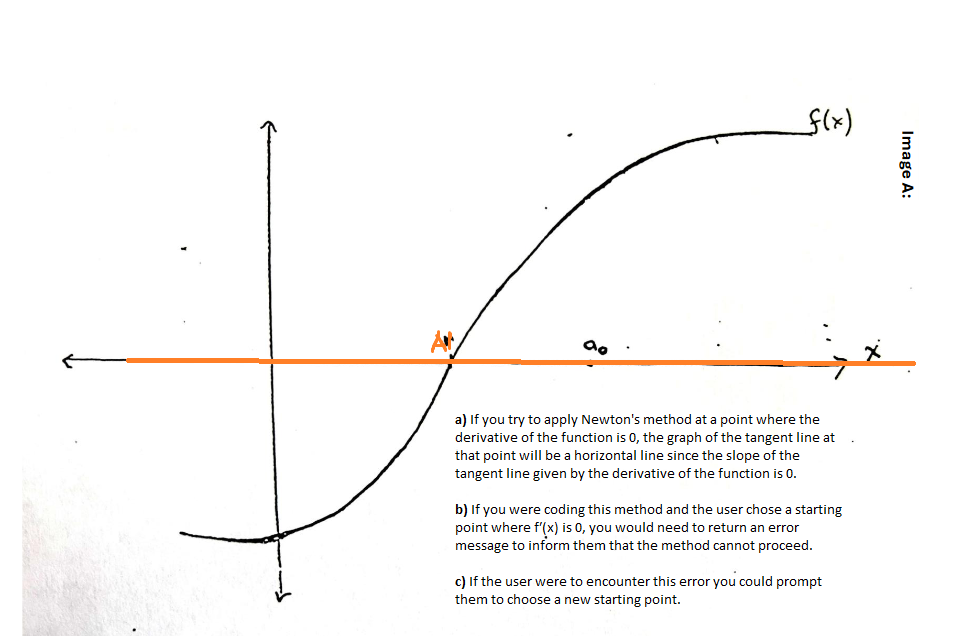 f(x)
Image A:
A1
a₀
x
a) If you try to apply Newton's method at a point where the
derivative of the function is 0, the graph of the tangent line at
that point will be a horizontal line since the slope of the
tangent line given by the derivative of the function is 0.
b) If you were coding this method and the user chose a starting
point where f'(x) is 0, you would need to return an error
message to inform them that the method cannot proceed.
c) If the user were to encounter this error you could prompt
them to choose a new starting point.